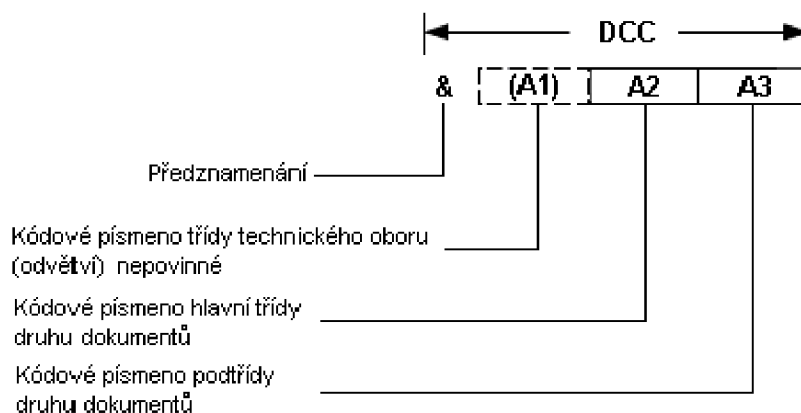 DCC
& (A1) A2 A3
Předznamenání
Kódové písmeno třídy technického oboru
(odvětví) nepovinné
Kódové písmeno hlavní třídy
druhu dokumentů
Kódové písmeno podtřídy
druhu dokumentů